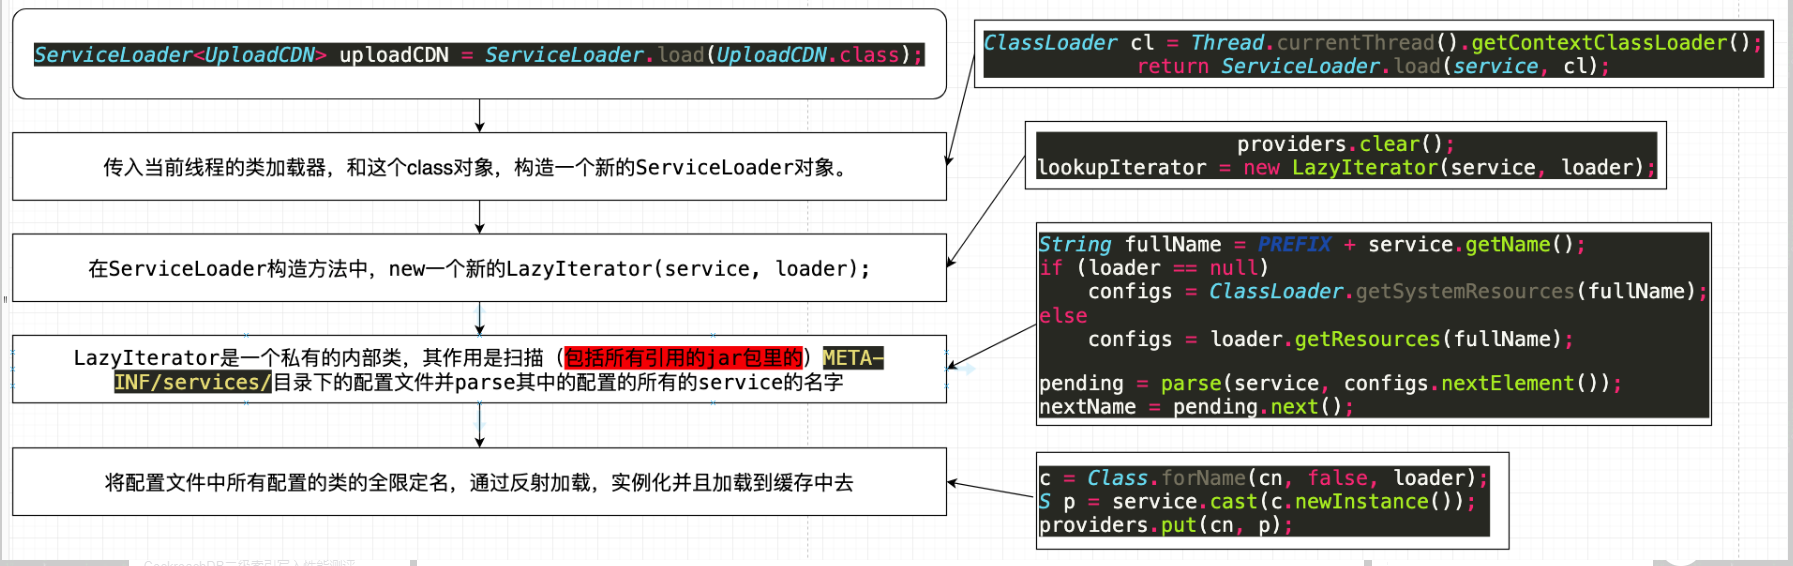 ServiceLoader<UploadCDN> uploadCDN = ServiceLoader.load(UploadCDN.class);
ClassLoader cl = Thread.currentThread().getContextClassLoader();
return ServiceLoader.load(service, cl);
传入当前线程的类加载器，和这个class对象，构造一个新的ServiceLoader对象。
providers.clear();
lookupIterator = new LazyIterator(service, loader);
在ServiceLoader构造方法中，new一个新的LazyIterator(service, loader);
String fullName = PREFIX + service.getName();
if (loader == null)
configs = ClassLoader.getSystemResources(fullName);
else
configs = loader.getResources(fullName);
pending = parse(service, configs.nextElement());
nextName = pending.next();
LazyIterator是一个私有的内部类，其作用是扫描（包括所有引用的jar包里的）META-
INF/services/目录下的配置文件并parse其中的配置的所有的service的名字
将配置文件中所有配置的类的全限定名，通过反射加载，实例化并且加载到缓存中去
c = Class.forName(cn, false, loader);
S p = service.cast(c.newInstance());
providers.put(cn, p);